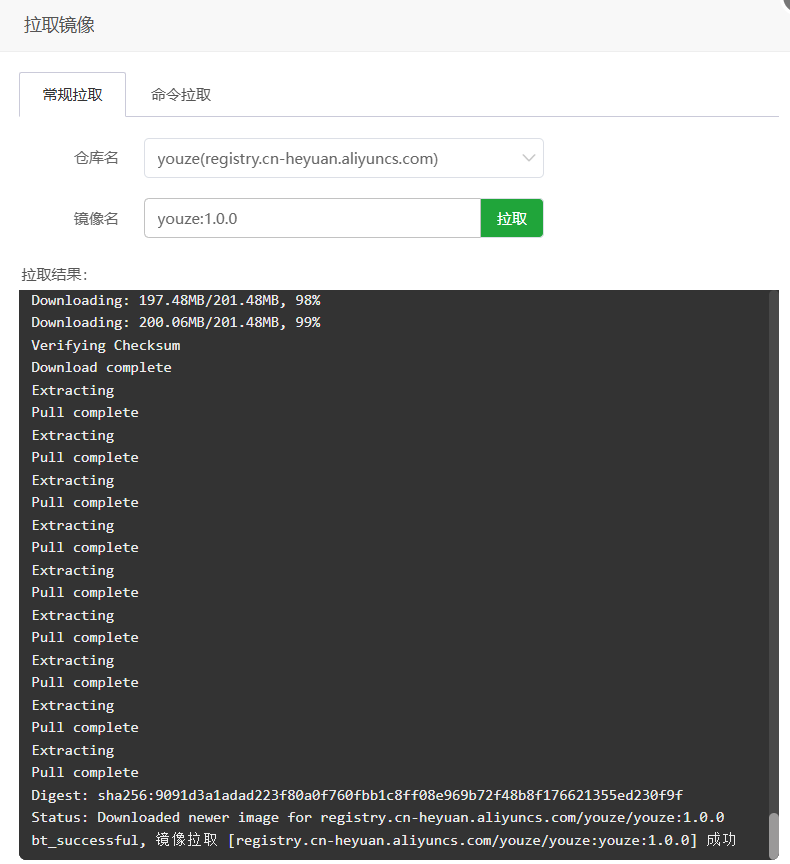 拉取镜像
常规拉取 命令拉取
仓库名 youze(registry.cn-heyuan.aliyuncs.com)
镜像名 youze:1.0.0 拉取
拉取结果：
Downloading: 197.48MB/201.48MB, 98%
Downloading: 200.06MB/201.48MB, 99%
Verifying Checksum
Download complete
Extracting
Pull complete
Extracting
Pull complete
Extracting
Pull complete
Extracting
Pull complete
Extracting
Pull complete
Extracting
Pull complete
Extracting
Pull complete
Extracting
Pull complete
Extracting
Pull complete
Digest: sha256:9091d3a1adad223f80a0f760fbb1c8ff08e969b72f48b8f176621355ed230f9f
Status: Downloaded newer image for registry.cn-heyuan.aliyuncs.com/youze/youze:1.0.0
bt_successful, 镜像拉取 [registry.cn-heyuan.aliyuncs.com/youze/youze:youze:1.0.0] 成功